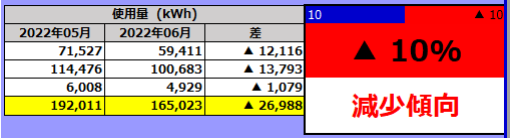 使用量（kWh）
2022年05月 2022年06月 差
71,527 59,411 ▲ 12,116
114,476 100,683 ▲ 13,793
6,008 4,929 ▲ 1,079
192,011 165,023 ▲ 26,988
10 ▲ 10
▲ 10%
減少傾向